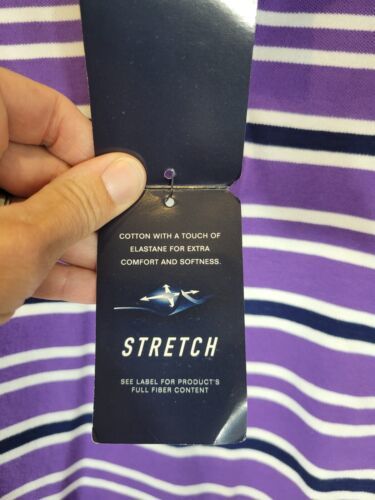 COTTON WITH A TOUCH OF
ELASTANE FOR EXTRA
COMFORT AND SOFTNESS.
STRETCH
SEE LABEL FOR PRODUCT'S
FULL FIBER CONTENT